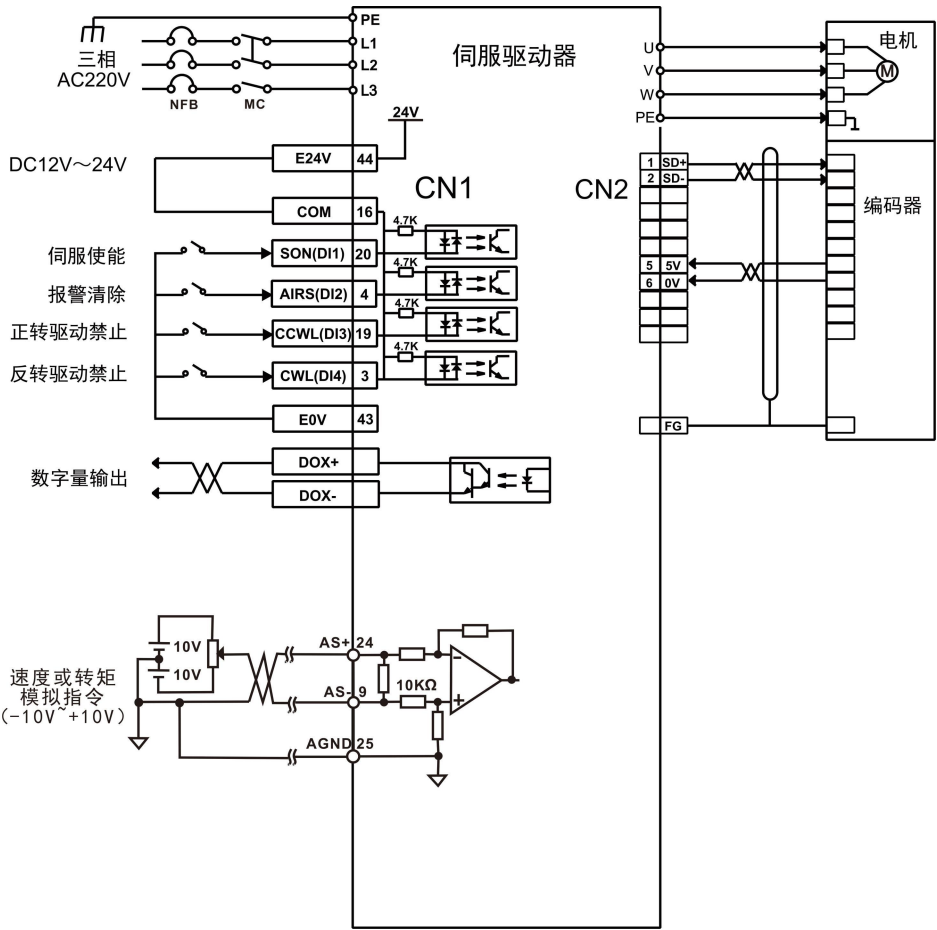 PE
三相
AC220V
L1
L2
L3
NFB
MC
伺服驱动器
U
V
W
PE
电机
M
24V
DC12V～24V
E24V 44
COM 16
CN1
CN2
1 SD+
2 SD-
5 5V
6 0V
FG
编码器
4.7K
伺服使能
SON(DI1) 20
4.7K
报警清除
AIRS(DI2) 4
4.7K
正转驱动禁止
CCWL(DI3) 19
4.7K
反转驱动禁止
CWL(DI4) 3
E0V 43
数字量输出
DOX+
DOX-
速度或转矩
模拟指令
(-10V~+10V)
10V
10V
AS+ 24
AS- 9
10KΩ
AGND 25